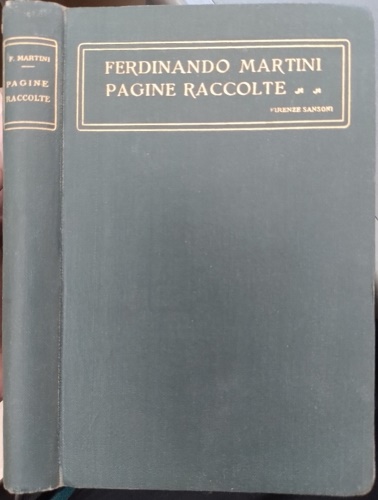 F. MARTINI
PAGINE
RACCOLTE
FERDINANDO MARTINI
PAGINE RACCOLTE
FIRENZE SANSONI